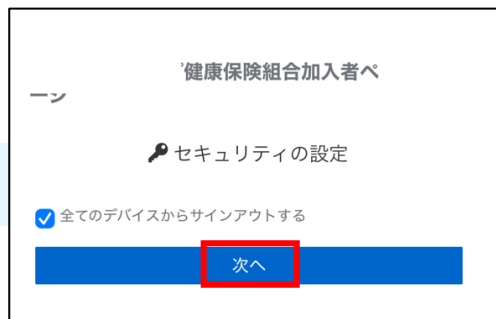 健康保険組合加入者ペ
ージ
セキュリティの設定
全てのデバイスからサインアウトする
次へ